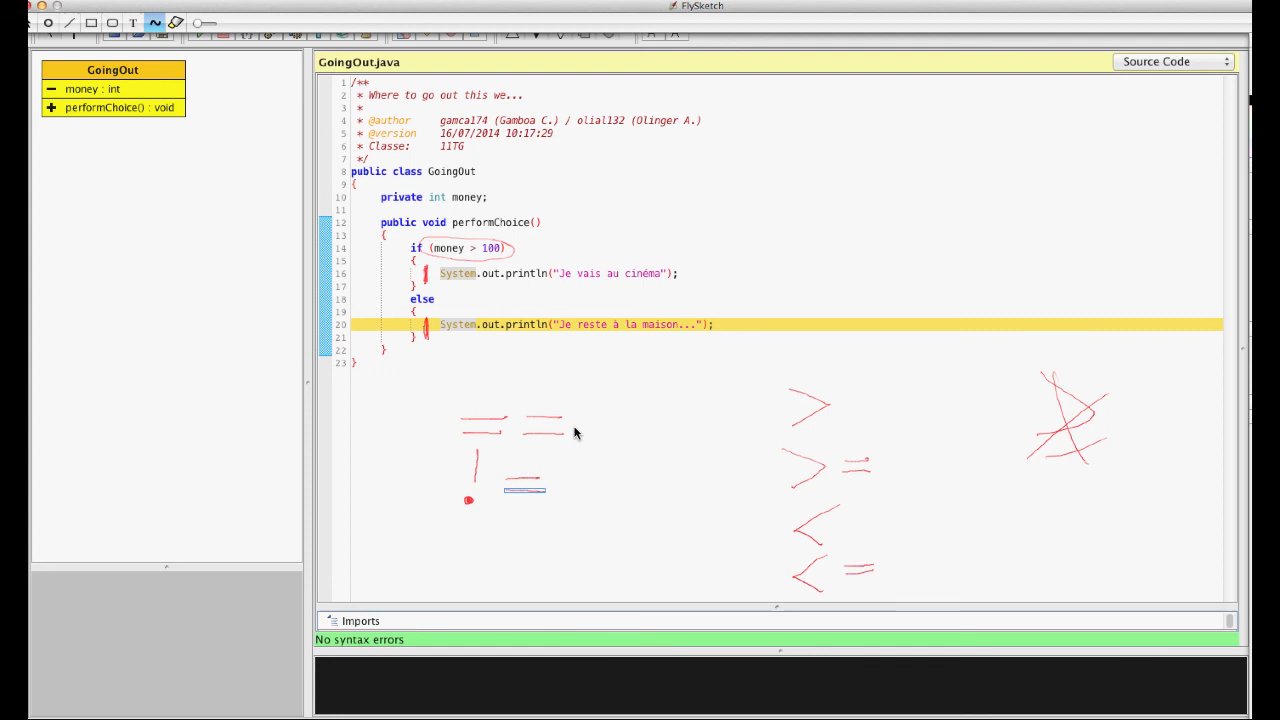 FlySketch
T
GoingOut
money : int
performChoice() : void
GoingOut.java
Source Code
1 /**
2 * Where to go out this we...
3 *
4 * @author gamca174 (Gamboa C.) / olial132 (Olinger A.)
5 * @version 16/07/2014 10:17:29
6 * Classe: 11TG
7 */
8 public class GoingOut
9 {
10 private int money;
11
12 public void performChoice()
13 {
14 if (money > 100)
15 {
16 System.out.println("Je vais au cinéma");
17 }
18 else
19 {
20 System.out.println("Je reste à la maison...");
21 }
22 }
23 }
==
!=
>
>=
<
<=
Imports
No syntax errors